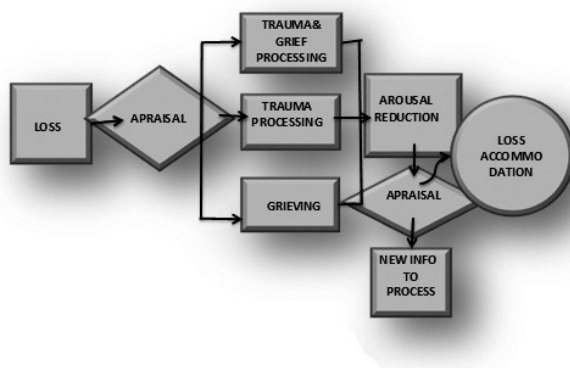 TRAUMA&
GRIEF
PROCESSING
LOSS
APRAISAL
TRAUMA
PROCESSING
GRIEVING
AROUSAL
REDUCTION
LOSS
ACCOMMO
DATION
APRAISAL
NEW INFO
TO
PROCESS